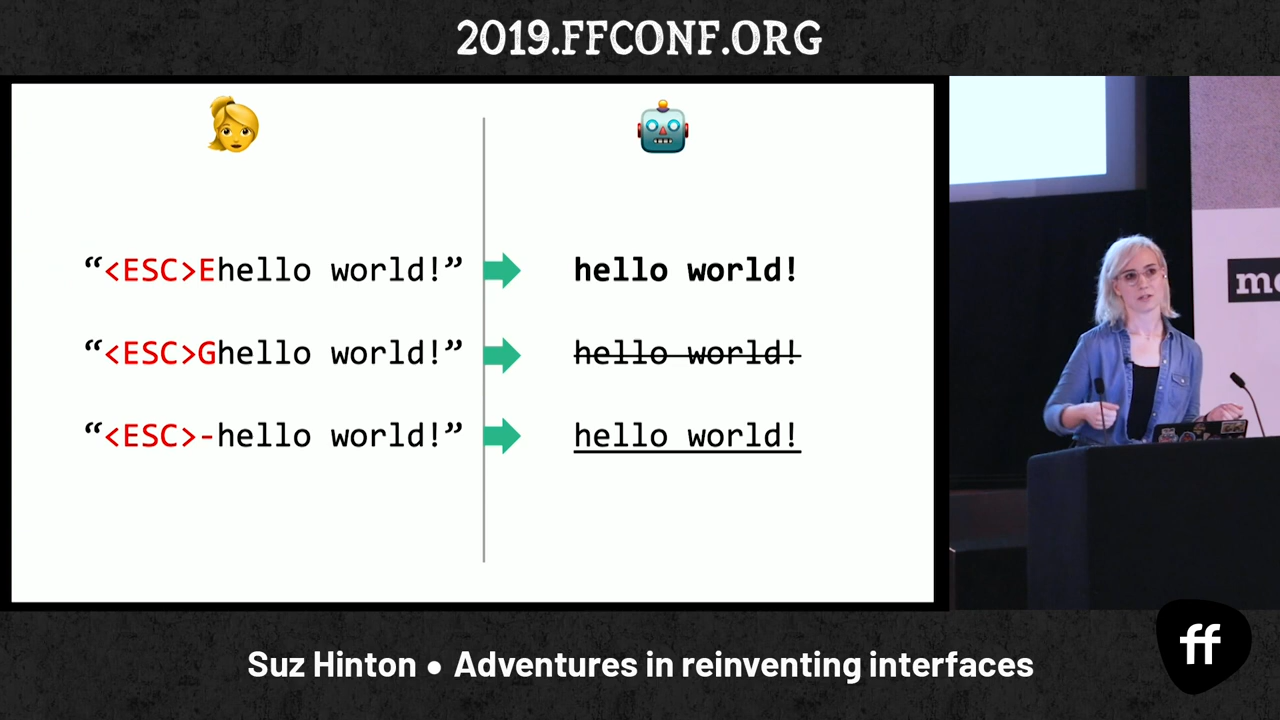 2019.FFCONF.ORG
“<ESC>Ehello world!” hello world!
“<ESC>Ghello world!” hello world!
“<ESC>-hello world!” hello world!
ff
Suz Hinton • Adventures in reinventing interfaces